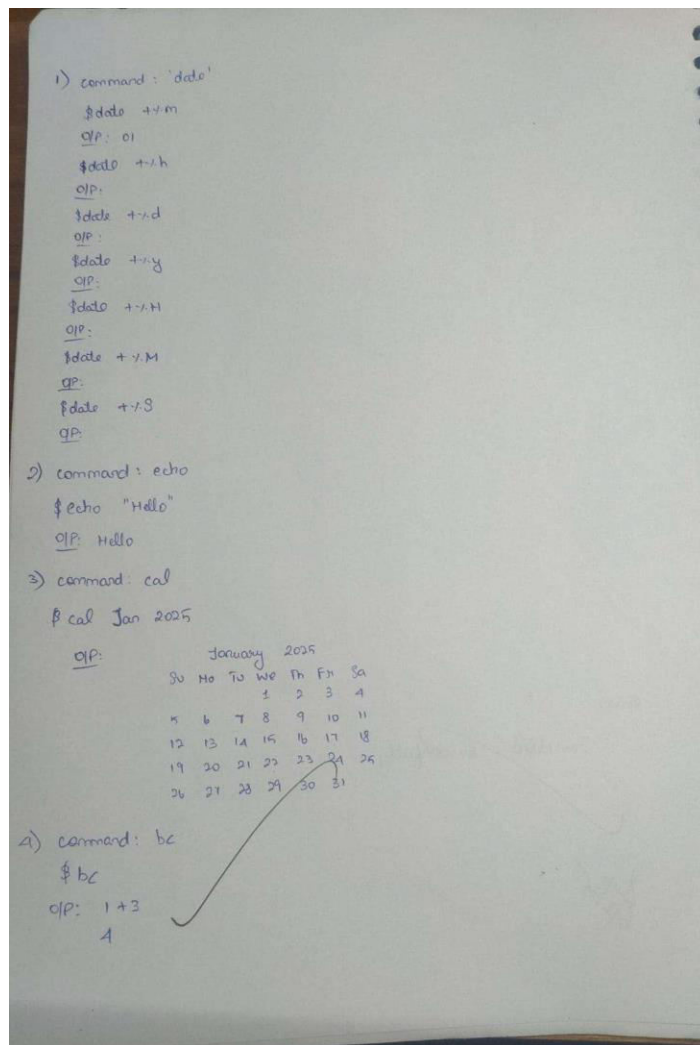 1) command : 'date'
$date +%m
O/P: 01
$date +%h
O/P:
$date +%d
O/P:
$date +%y
O/P:
$date +%H
O/P:
$date +%M
O/P:
$date +%S
O/P:
2) command : echo
$echo "Hello"
O/P: Hello
3) command: cal
$ cal Jan 2025
O/P: January 2025
Su Mo Tu We Th Fri Sa
1 2 3 4
5 6 7 8 9 10 11
12 13 14 15 16 17 18
19 20 21 22 23 24 25
26 27 28 29 30 31
4) command: bc
$ bc
O/P: 1+3
4